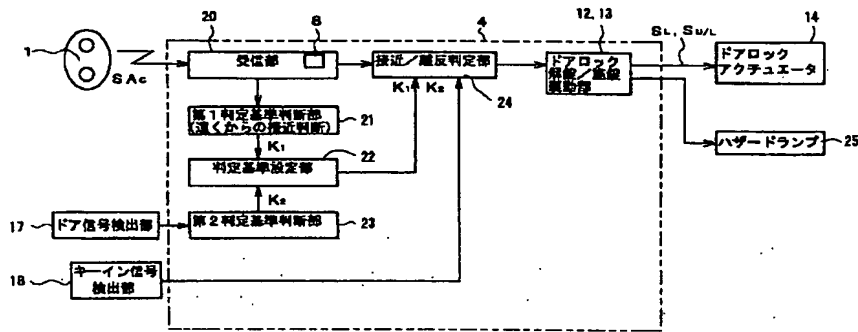 4
20
8
12, 13
SL, SU/L
14
1
SAC
受信部
接近/離反判定部
ドアロック
解錠/施錠
駆動部
ドアロック
アクチュエータ
K1 K2
24
第1判定基準判断部
(遠くからの接近判断)
21
K1
22
ハザードランプ
25
判定基準設定部
K2
17
ドア信号検出部
第2判定基準判断部
23
18
キーイン信号
検出部